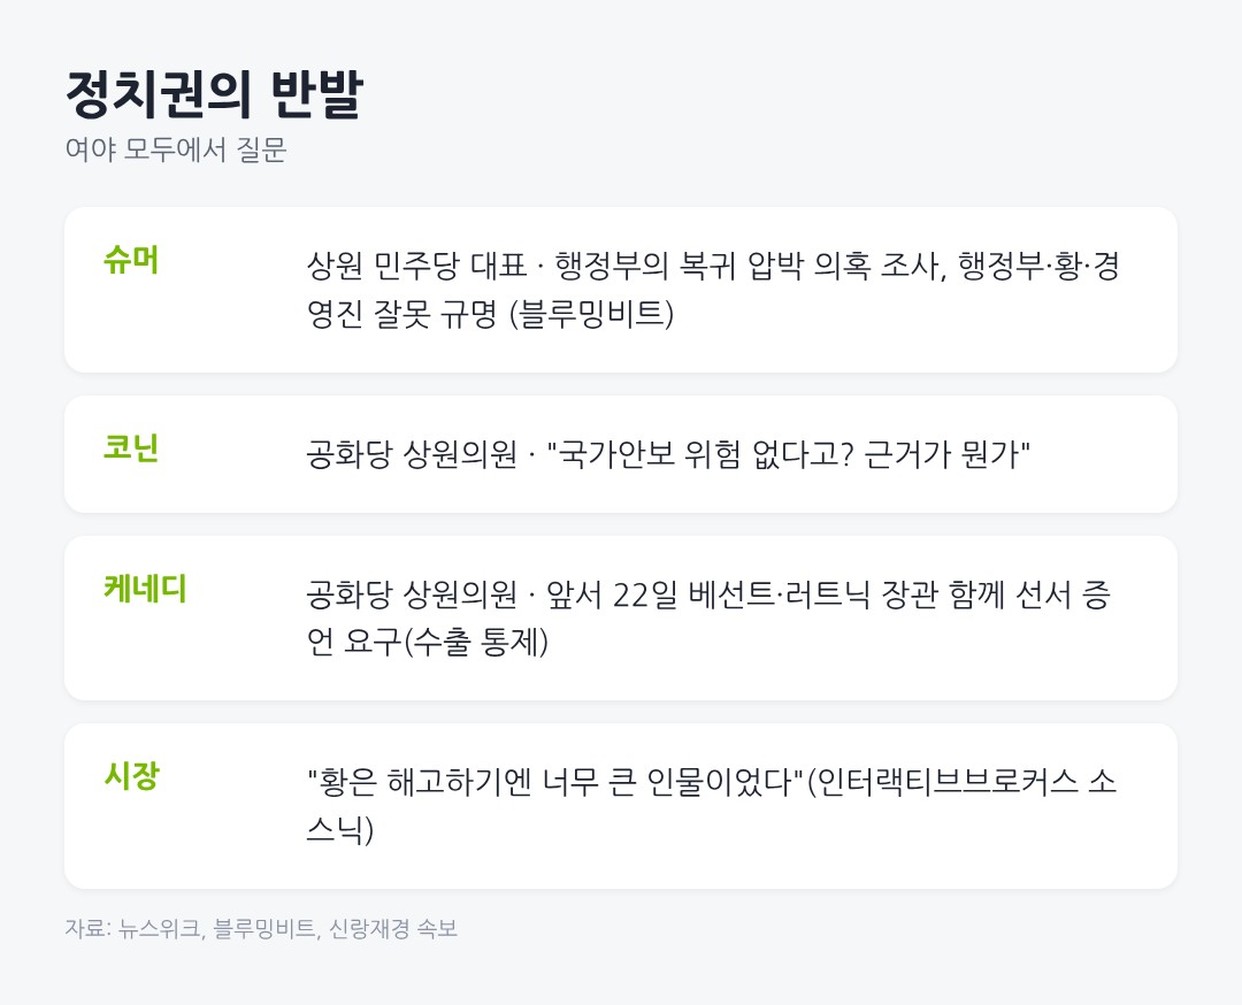 정치권의 반발
여야 모두에서 질문
슈머
상원 민주당 대표 · 행정부의 복귀 압박 의혹 조사, 행정부·황·경
영진 잘못 규명 (블루밍비트)
코닌
공화당 상원의원 · "국가안보 위험 없다고? 근거가 뭔가"
케네디
공화당 상원의원 · 앞서 22일 베선트·러트닉 장관 함께 선서 증
언 요구(수출 통제)
시장
"황은 해고하기엔 너무 큰 인물이었다"(인터랙티브브로커스 소
스닉)
자료: 뉴스위크, 블루밍비트, 신랑재경 속보